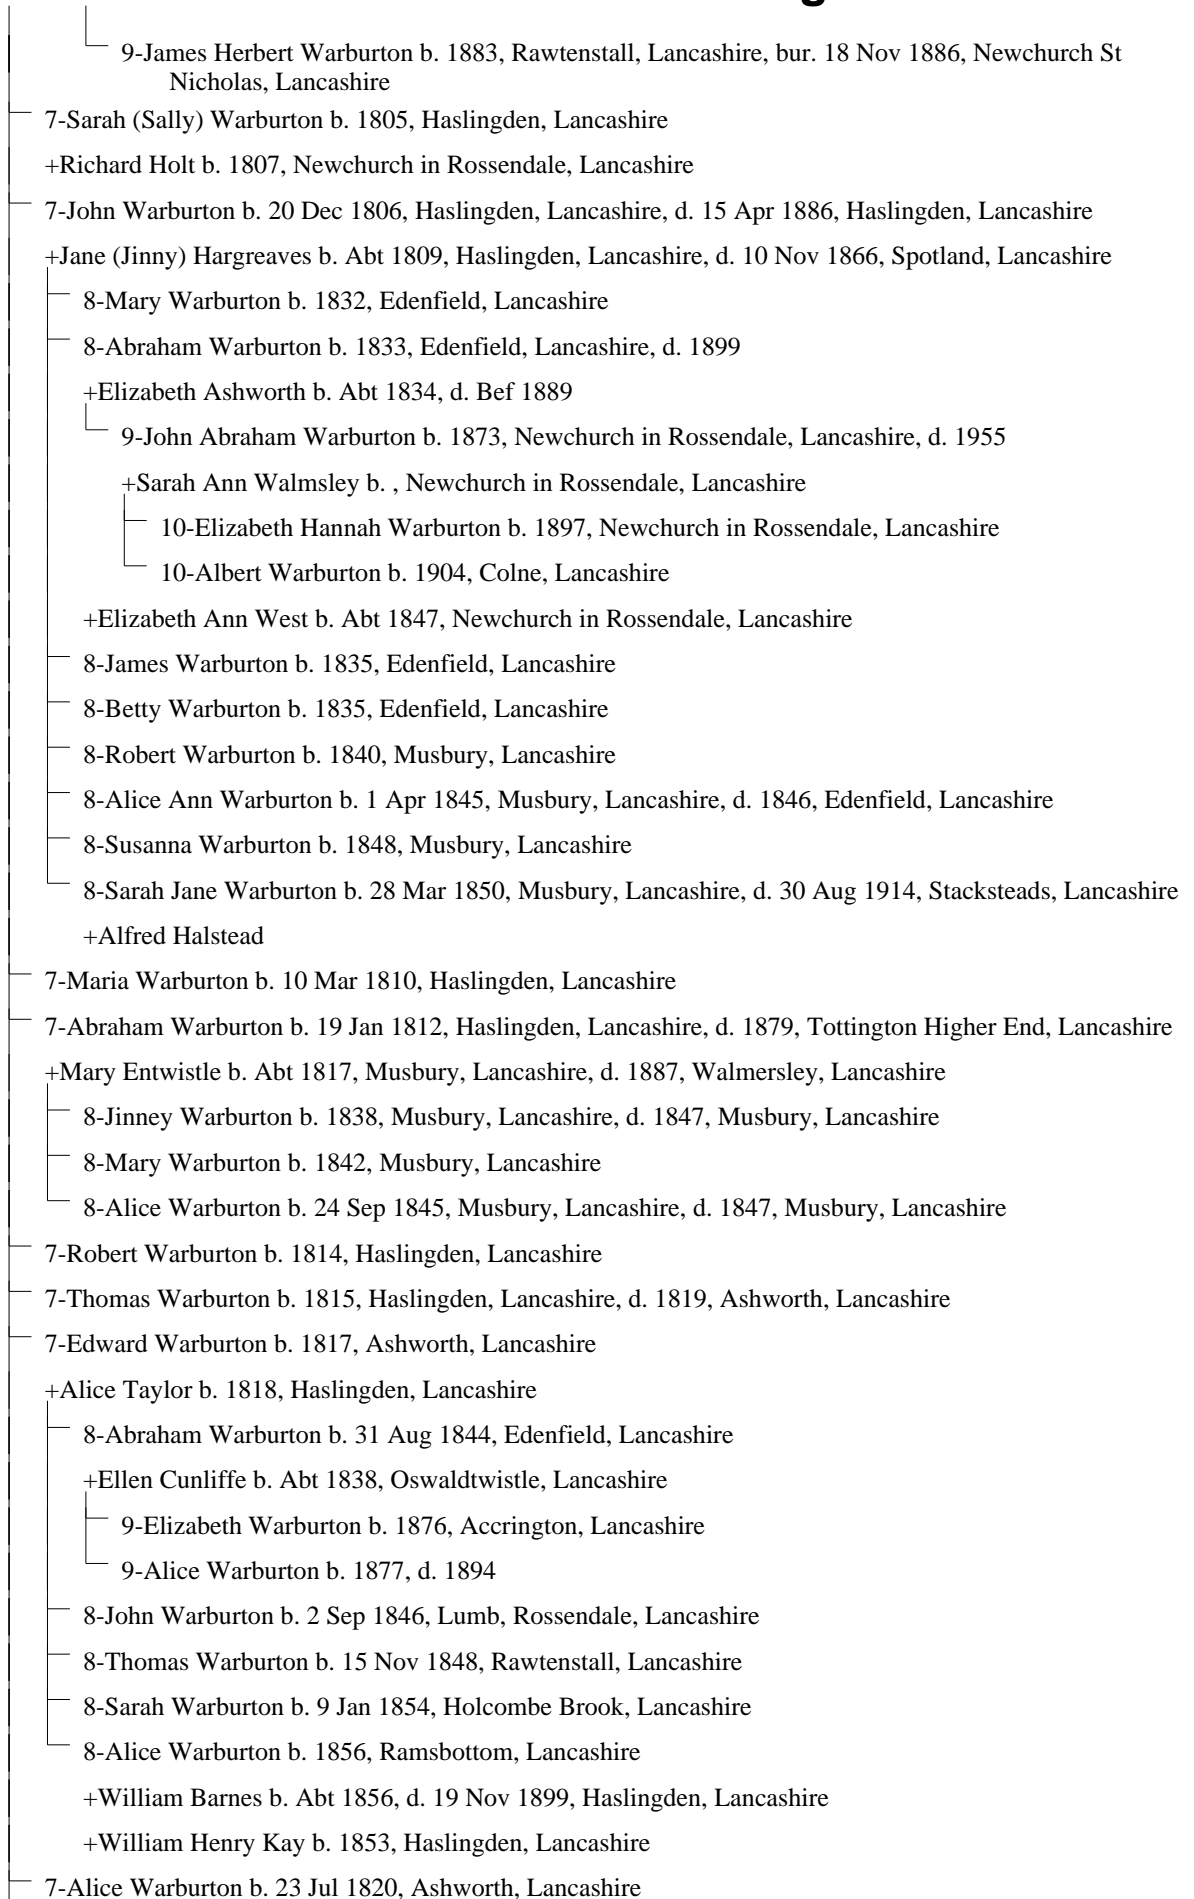 9-James Herbert Warburton b. 1883, Rawtenstall, Lancashire, bur. 18 Nov 1886, Newchurch St
Nicholas, Lancashire
7-Sarah (Sally) Warburton b. 1805, Haslingden, Lancashire
+Richard Holt b. 1807, Newchurch in Rossendale, Lancashire
7-John Warburton b. 20 Dec 1806, Haslingden, Lancashire, d. 15 Apr 1886, Haslingden, Lancashire
+Jane (Jinny) Hargreaves b. Abt 1809, Haslingden, Lancashire, d. 10 Nov 1866, Spotland, Lancashire
8-Mary Warburton b. 1832, Edenfield, Lancashire
8-Abraham Warburton b. 1833, Edenfield, Lancashire, d. 1899
+Elizabeth Ashworth b. Abt 1834, d. Bef 1889
9-John Abraham Warburton b. 1873, Newchurch in Rossendale, Lancashire, d. 1955
+Sarah Ann Walmsley b. , Newchurch in Rossendale, Lancashire
10-Elizabeth Hannah Warburton b. 1897, Newchurch in Rossendale, Lancashire
10-Albert Warburton b. 1904, Colne, Lancashire
+Elizabeth Ann West b. Abt 1847, Newchurch in Rossendale, Lancashire
8-James Warburton b. 1835, Edenfield, Lancashire
8-Betty Warburton b. 1835, Edenfield, Lancashire
8-Robert Warburton b. 1840, Musbury, Lancashire
8-Alice Ann Warburton b. 1 Apr 1845, Musbury, Lancashire, d. 1846, Edenfield, Lancashire
8-Susanna Warburton b. 1848, Musbury, Lancashire
8-Sarah Jane Warburton b. 28 Mar 1850, Musbury, Lancashire, d. 30 Aug 1914, Stacksteads, Lancashire
+Alfred Halstead
7-Maria Warburton b. 10 Mar 1810, Haslingden, Lancashire
7-Abraham Warburton b. 19 Jan 1812, Haslingden, Lancashire, d. 1879, Tottington Higher End, Lancashire
+Mary Entwistle b. Abt 1817, Musbury, Lancashire, d. 1887, Walmersley, Lancashire
8-Jinney Warburton b. 1838, Musbury, Lancashire, d. 1847, Musbury, Lancashire
8-Mary Warburton b. 1842, Musbury, Lancashire
8-Alice Warburton b. 24 Sep 1845, Musbury, Lancashire, d. 1847, Musbury, Lancashire
7-Robert Warburton b. 1814, Haslingden, Lancashire
7-Thomas Warburton b. 1815, Haslingden, Lancashire, d. 1819, Ashworth, Lancashire
7-Edward Warburton b. 1817, Ashworth, Lancashire
+Alice Taylor b. 1818, Haslingden, Lancashire
8-Abraham Warburton b. 31 Aug 1844, Edenfield, Lancashire
+Ellen Cunliffe b. Abt 1838, Oswaldtwistle, Lancashire
9-Elizabeth Warburton b. 1876, Accrington, Lancashire
9-Alice Warburton b. 1877, d. 1894
8-John Warburton b. 2 Sep 1846, Lumb, Rossendale, Lancashire
8-Thomas Warburton b. 15 Nov 1848, Rawtenstall, Lancashire
8-Sarah Warburton b. 9 Jan 1854, Holcombe Brook, Lancashire
8-Alice Warburton b. 1856, Ramsbottom, Lancashire
+William Barnes b. Abt 1856, d. 19 Nov 1899, Haslingden, Lancashire
+William Henry Kay b. 1853, Haslingden, Lancashire
7-Alice Warburton b. 23 Jul 1820, Ashworth, Lancashire